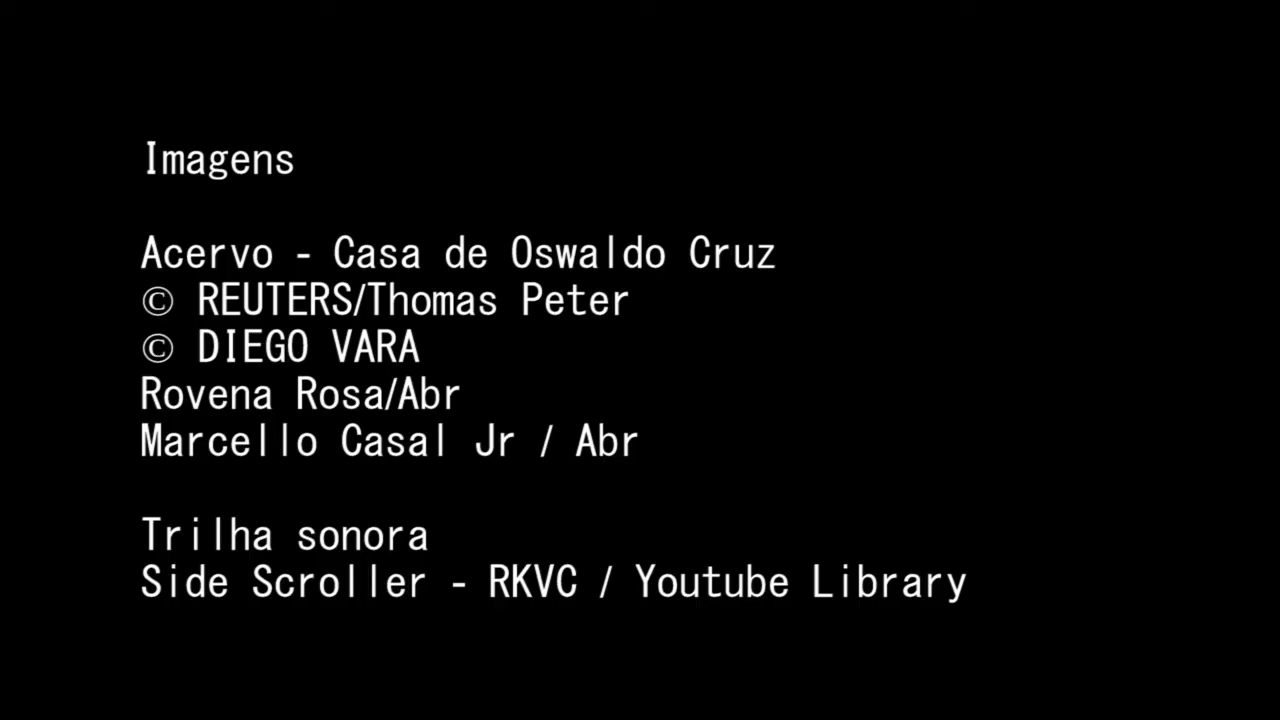 Imagens
Acervo - Casa de Oswaldo Cruz
© REUTERS/Thomas Peter
© DIEGO VARA
Rovena Rosa/Abr
Marcello Casal Jr / Abr
Trilha sonora
Side Scroller - RKVC / Youtube Library